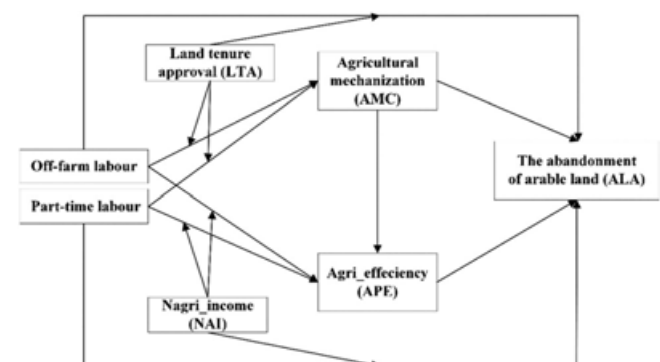 Land tenure
approval (LTA)
Agricultural
mechanization
(AMC)
Off-farm labour
The abandonment
of arable land (ALA)
Part-time labour
Agri_effeciency
(APE)
Nagri_income
(NAI)